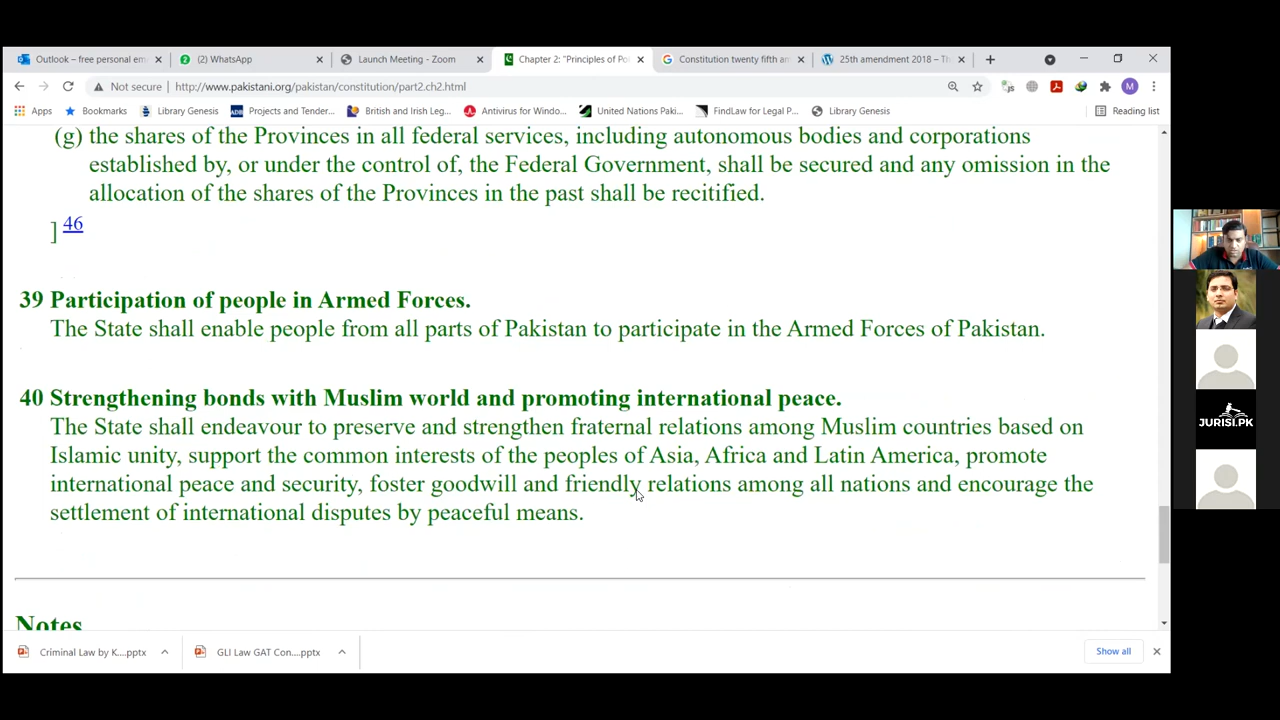 Outlook – free personal em
(2) WhatsApp
Launch Meeting - Zoom
Chapter 2: "Principles of Po
Constitution twenty fifth am
25th amendment 2018 – Th
Not secure | http://www.pakistani.org/pakistan/constitution/part2.ch2.html
Apps
Bookmarks
Library Genesis
ADB Projects and Tender...
British and Irish Leg...
Antivirus for Windo...
United Nations Paki...
FindLaw for Legal P...
Library Genesis
Reading list
(g) the shares of the Provinces in all federal services, including autonomous bodies and corporations
established by, or under the control of, the Federal Government, shall be secured and any omission in the
allocation of the shares of the Provinces in the past shall be recitified.
] 46
39 Participation of people in Armed Forces.
The State shall enable people from all parts of Pakistan to participate in the Armed Forces of Pakistan.
40 Strengthening bonds with Muslim world and promoting international peace.
The State shall endeavour to preserve and strengthen fraternal relations among Muslim countries based on
Islamic unity, support the common interests of the peoples of Asia, Africa and Latin America, promote
international peace and security, foster goodwill and friendly relations among all nations and encourage the
settlement of international disputes by peaceful means.
Notes
Criminal Law by K....pptx
GLI Law GAT Con....pptx
Show all
JURISI.PK
M